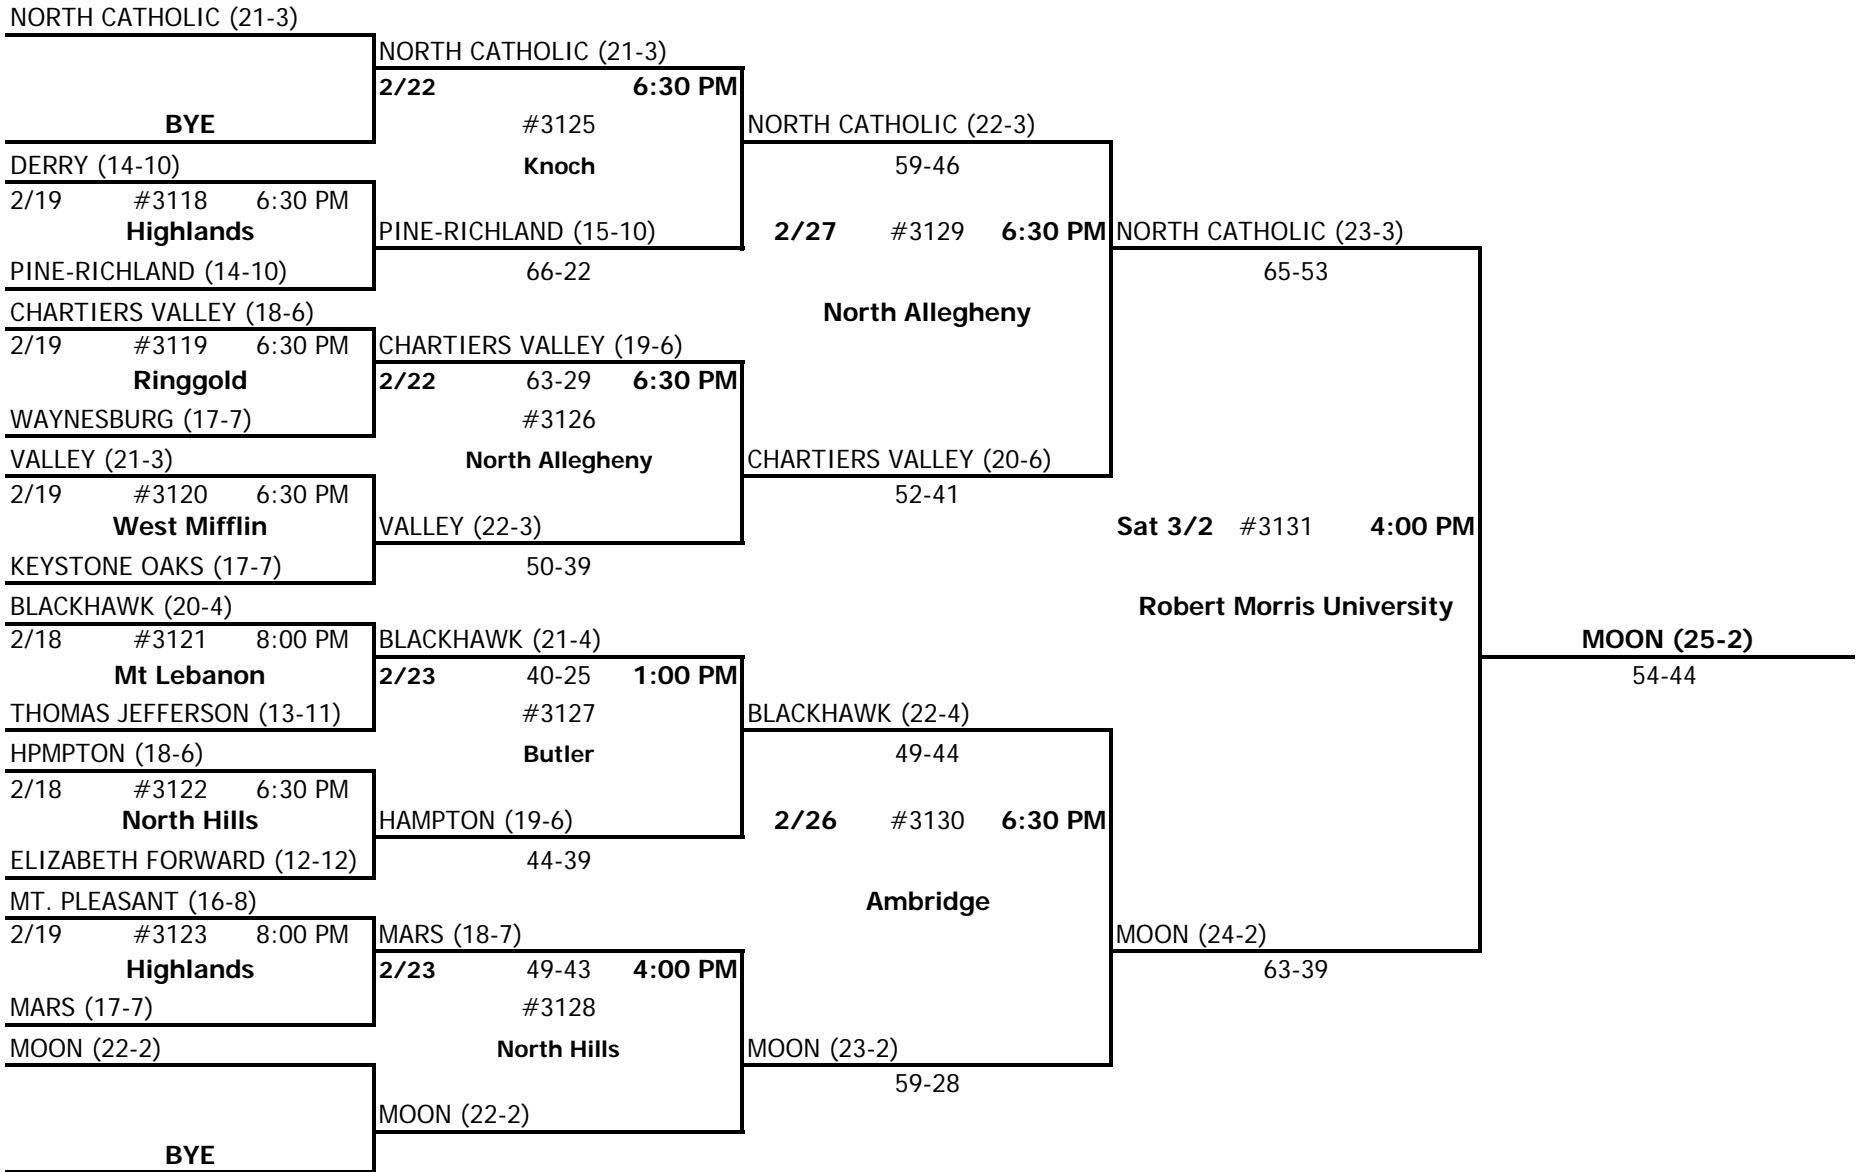 NORTH CATHOLIC (21-3)
NORTH CATHOLIC (21-3)
2/22 6:30 PM
BYE #3125 NORTH CATHOLIC (22-3)
DERRY (14-10) Knoch 59-46
2/19 #3118 6:30 PM
Highlands PINE-RICHLAND (15-10) 2/27 #3129 6:30 PM NORTH CATHOLIC (23-3)
PINE-RICHLAND (14-10) 66-22 65-53
CHARTIERS VALLEY (18-6) North Allegheny
2/19 #3119 6:30 PM CHARTIERS VALLEY (19-6)
Ringgold 2/22 63-29 6:30 PM
WAYNESBURG (17-7) #3126
VALLEY (21-3) North Allegheny CHARTIERS VALLEY (20-6)
2/19 #3120 6:30 PM 52-41
West Mifflin VALLEY (22-3) Sat 3/2 #3131 4:00 PM
KEYSTONE OAKS (17-7) 50-39
BLACKHAWK (20-4) Robert Morris University
2/18 #3121 8:00 PM BLACKHAWK (21-4) MOON (25-2)
Mt Lebanon 2/23 40-25 1:00 PM 54-44
THOMAS JEFFERSON (13-11) #3127 BLACKHAWK (22-4)
HPMPTON (18-6) Butler 49-44
2/18 #3122 6:30 PM
North Hills HAMPTON (19-6) 2/26 #3130 6:30 PM
ELIZABETH FORWARD (12-12) 44-39
MT. PLEASANT (16-8) Ambridge
2/19 #3123 8:00 PM MARS (18-7) MOON (24-2)
Highlands 2/23 49-43 4:00 PM 63-39
MARS (17-7) #3128
MOON (22-2) North Hills MOON (23-2)
59-28
MOON (22-2)
BYE